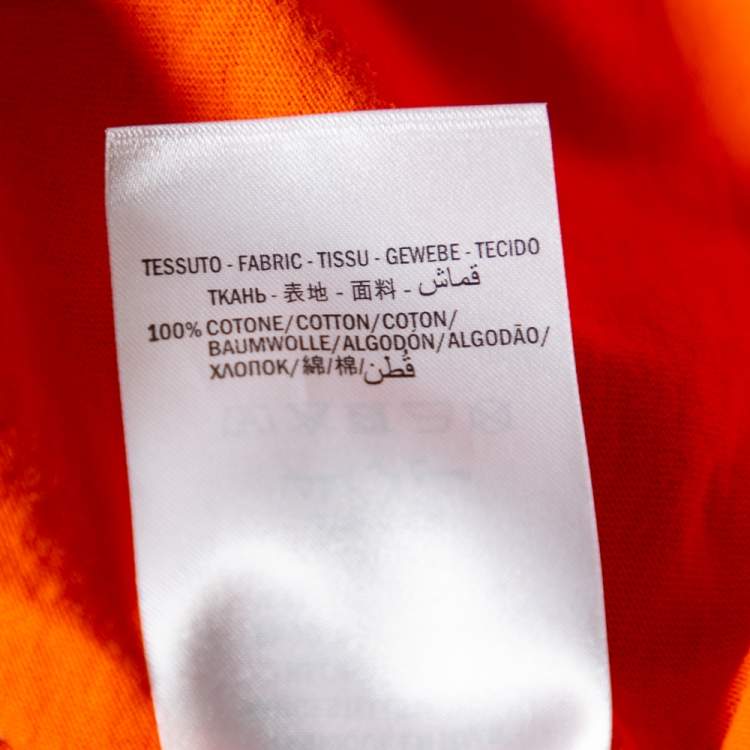 TESSUTO - FABRIC - TISSU - GEWEBE - TECIDO
ТКАНЬ - 表地 - 面料 - قماش
100% COTONE/COTTON/COTON/
BAUMWOLLE/ALGODÓN/ALGODÃO/
ХЛОПОК/綿/棉/قُطن